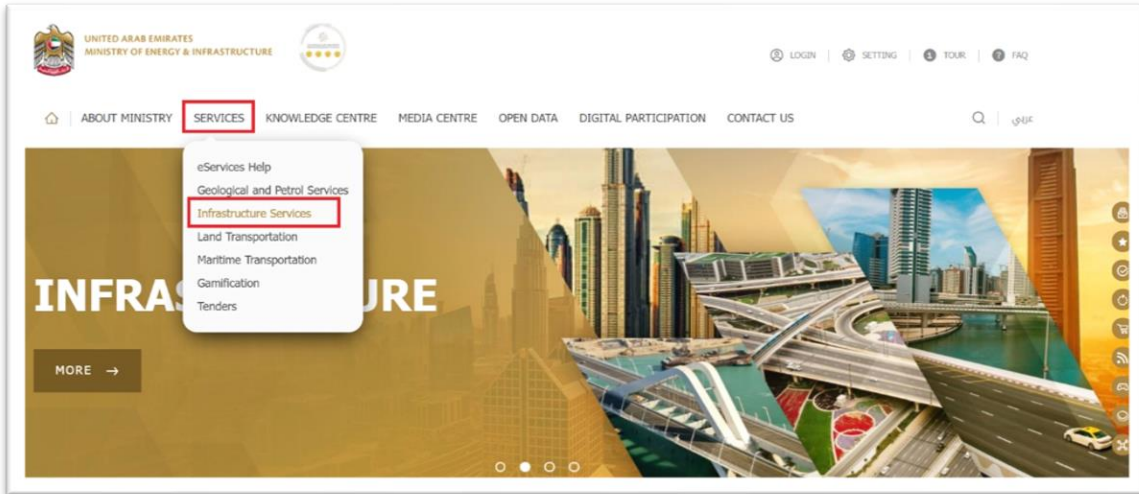 UNITED ARAB EMIRATES
MINISTRY OF ENERGY & INFRASTRUCTURE
LOGIN
SETTING
TOUR
FAQ
ABOUT MINISTRY
SERVICES
KNOWLEDGE CENTRE
MEDIA CENTRE
OPEN DATA
DIGITAL PARTICIPATION
CONTACT US
عربي
eServices Help
Geological and Petrol Services
Infrastructure Services
Land Transportation
Maritime Transportation
Gamification
Tenders
INFRAS URE
MORE →